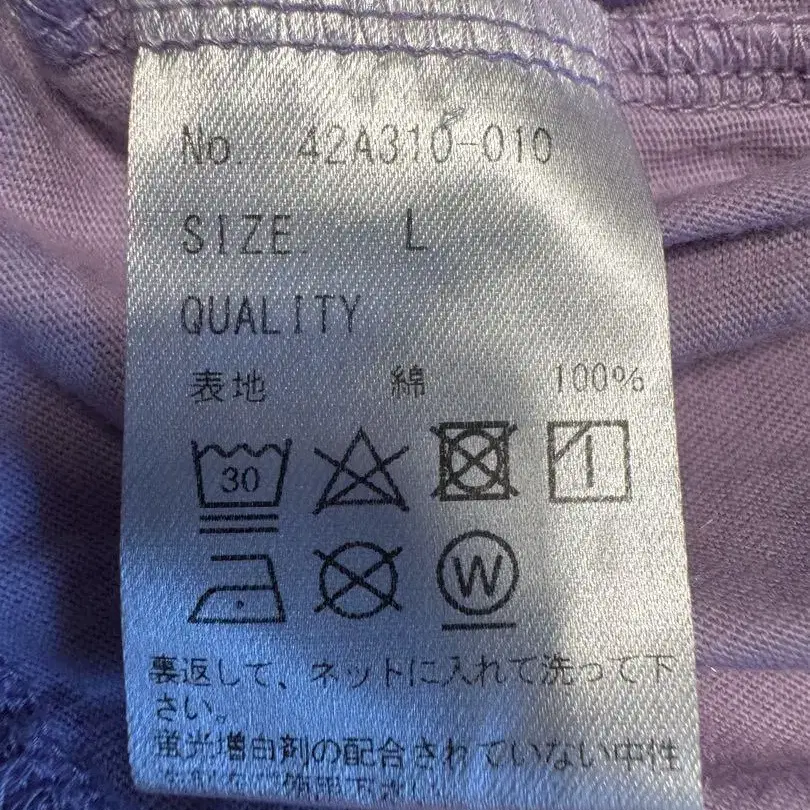 No. 42A310-010
SIZE. L
QUALITY
表地 綿 100%
30
W
裏返して、ネットに入れて洗って下
さい。
蛍光増白剤の配合されていない中性